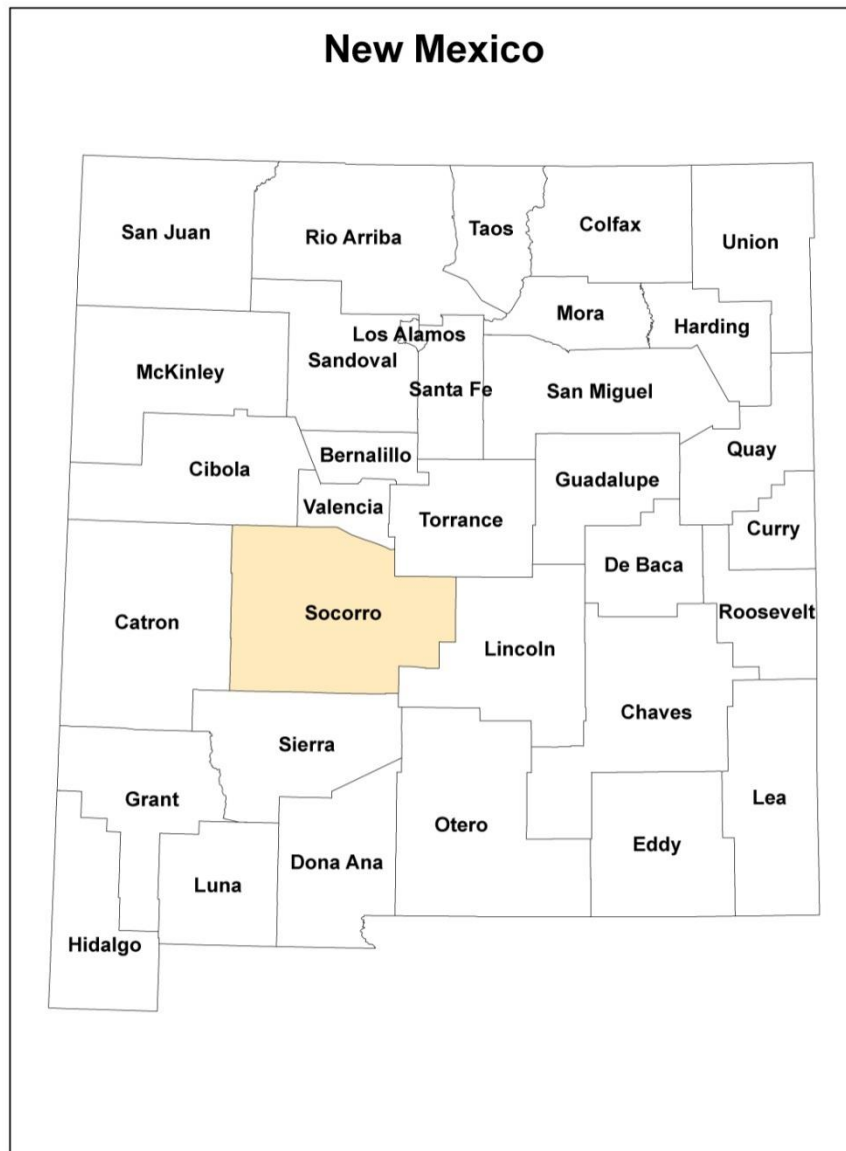 New Mexico
San Juan
Rio Arriba
Taos
Colfax
Union
Mora
Harding
Los Alamos
Sandoval
McKinley
Santa Fe
San Miguel
Quay
Bernalillo
Cibola
Guadalupe
Valencia
Torrance
Curry
De Baca
Roosevelt
Socorro
Catron
Lincoln
Chaves
Sierra
Grant
Lea
Otero
Eddy
Dona Ana
Luna
Hidalgo